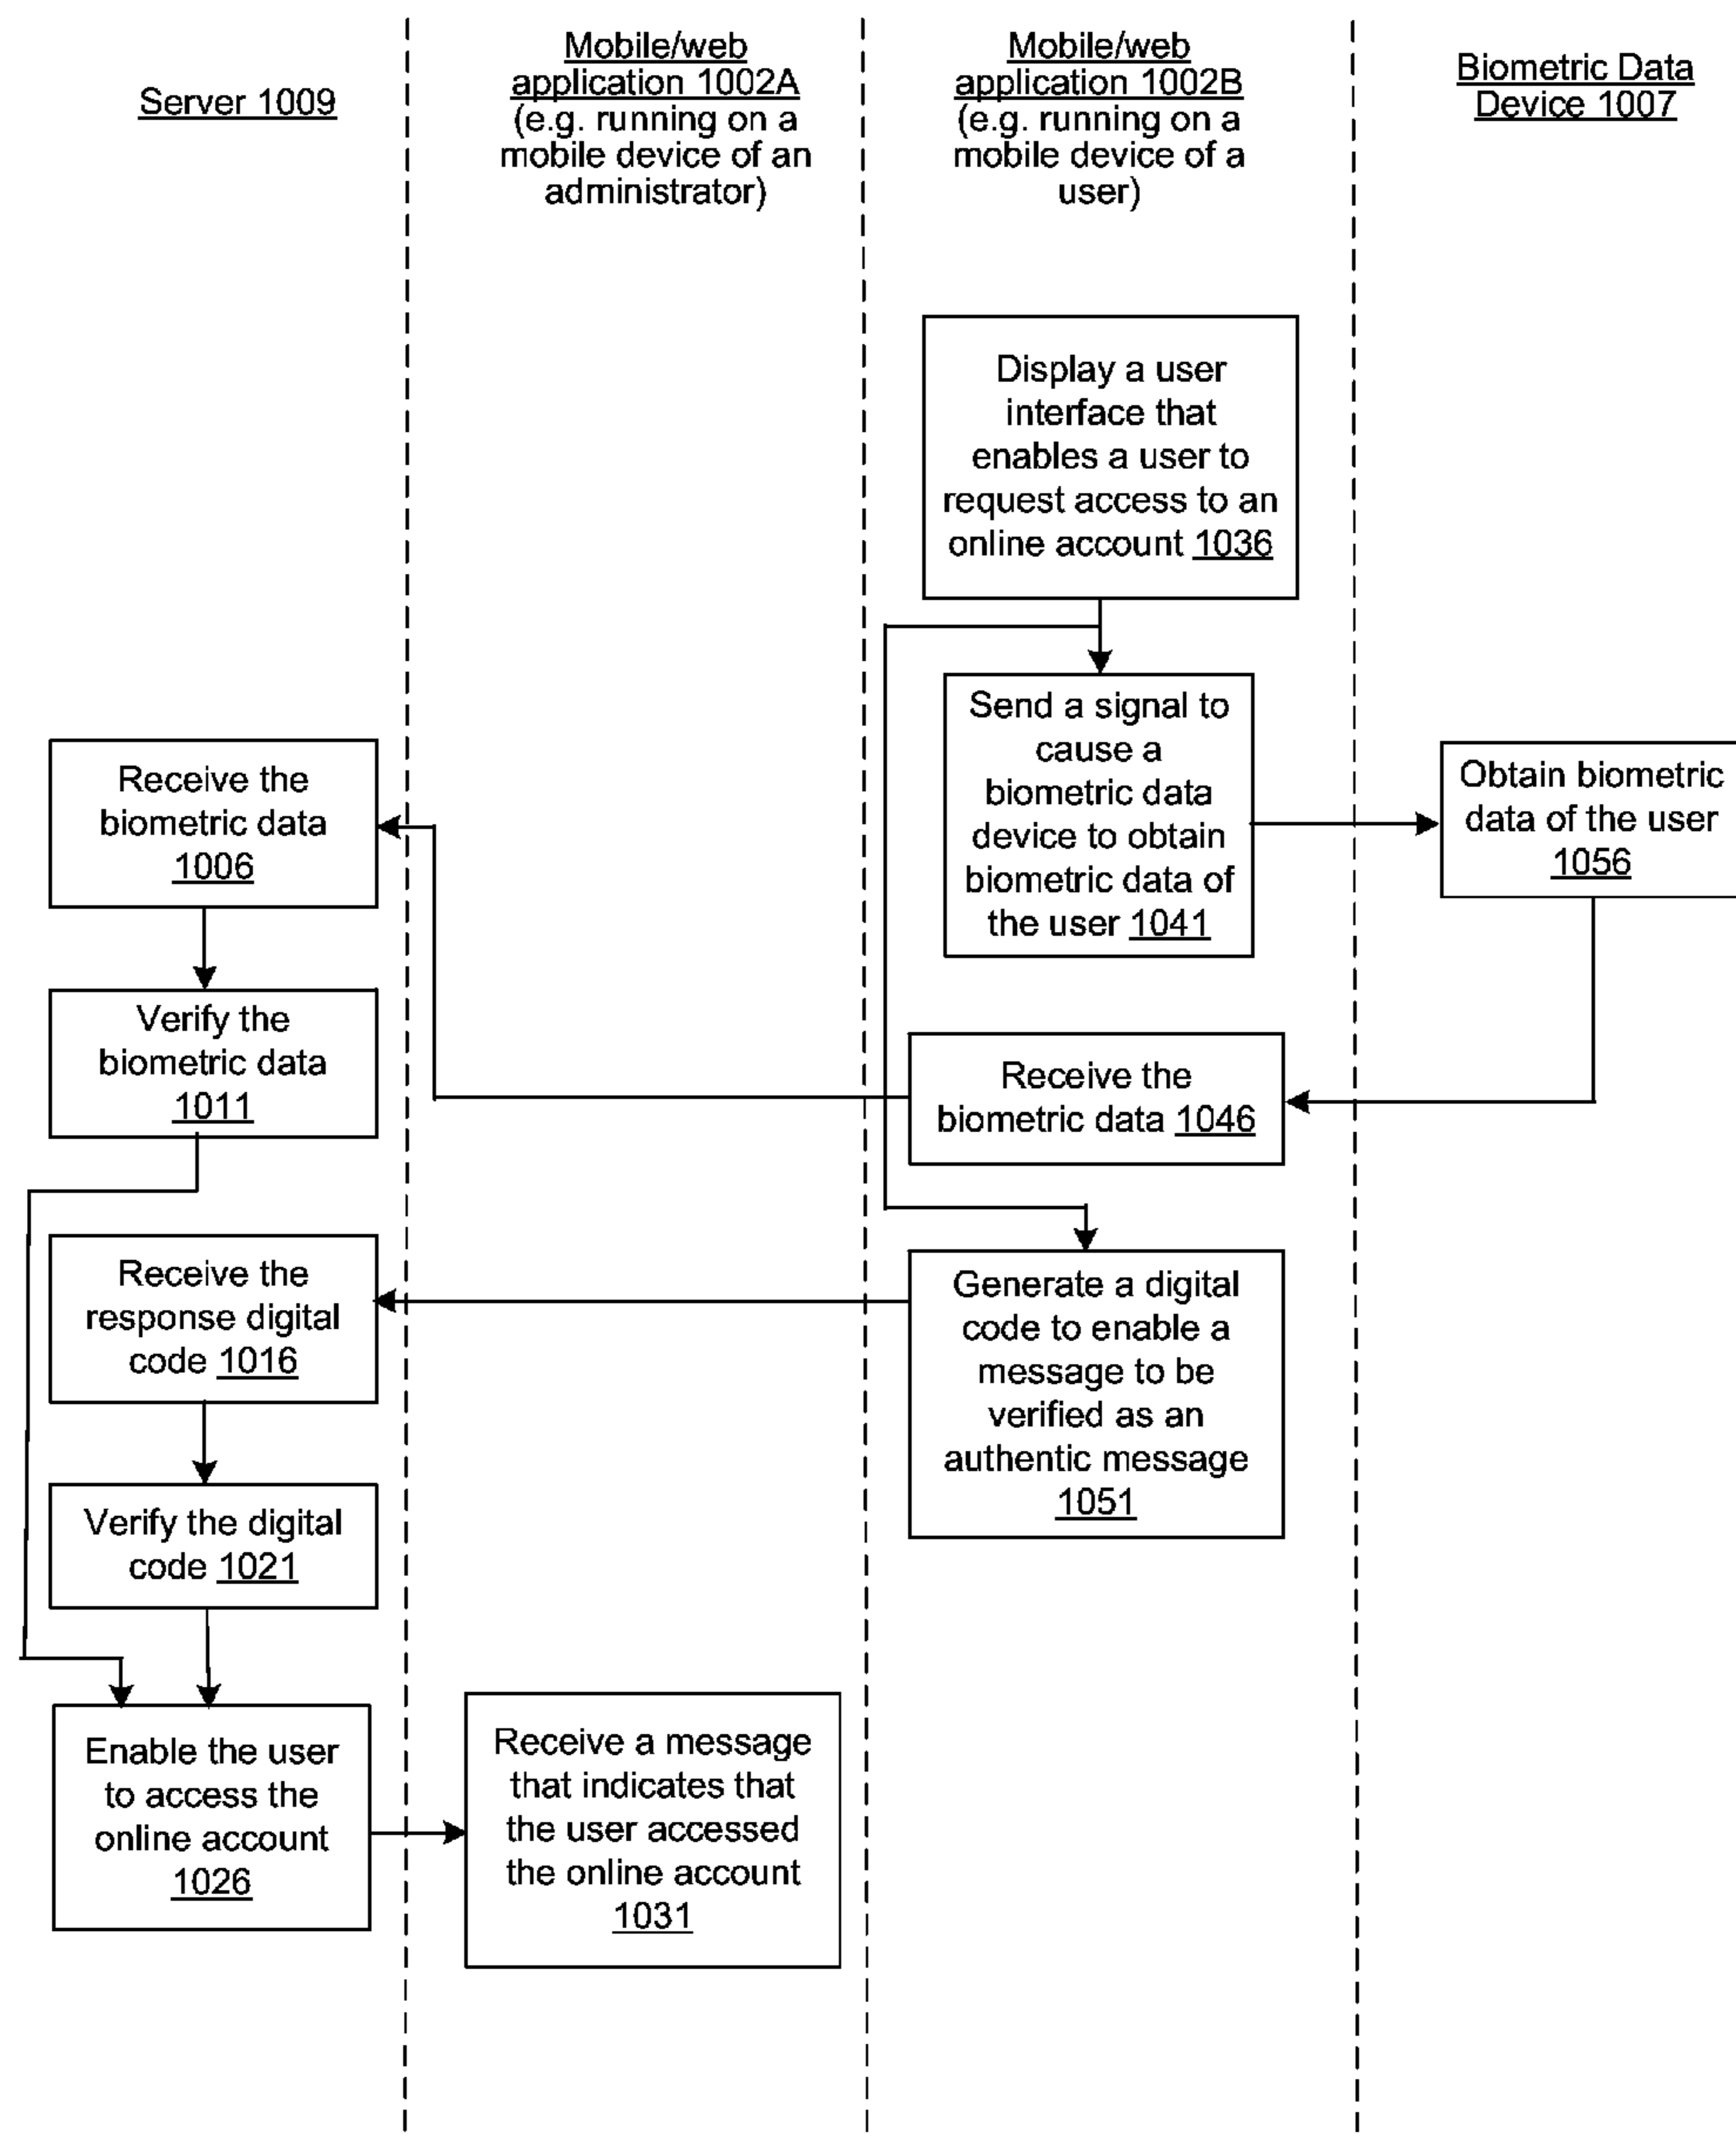 Server 1009
Mobile/web
application 1002A
(e.g. running on a
mobile device of an
administrator)
Mobile/web
application 1002B
(e.g. running on a
mobile device of a
user)
Biometric Data
Device 1007
Display a user
interface that
enables a user to
request access to an
online account 1036
Send a signal to
cause a
biometric data
device to obtain
biometric data of
the user 1041
Obtain biometric
data of the user
1056
Receive the
biometric data
1006
Verify the
biometric data
1011
Receive the
biometric data 1046
Receive the
response digital
code 1016
Generate a digital
code to enable a
message to be
verified as an
authentic message
1051
Verify the digital
code 1021
Enable the user
to access the
online account
1026
Receive a message
that indicates that
the user accessed
the online account
1031